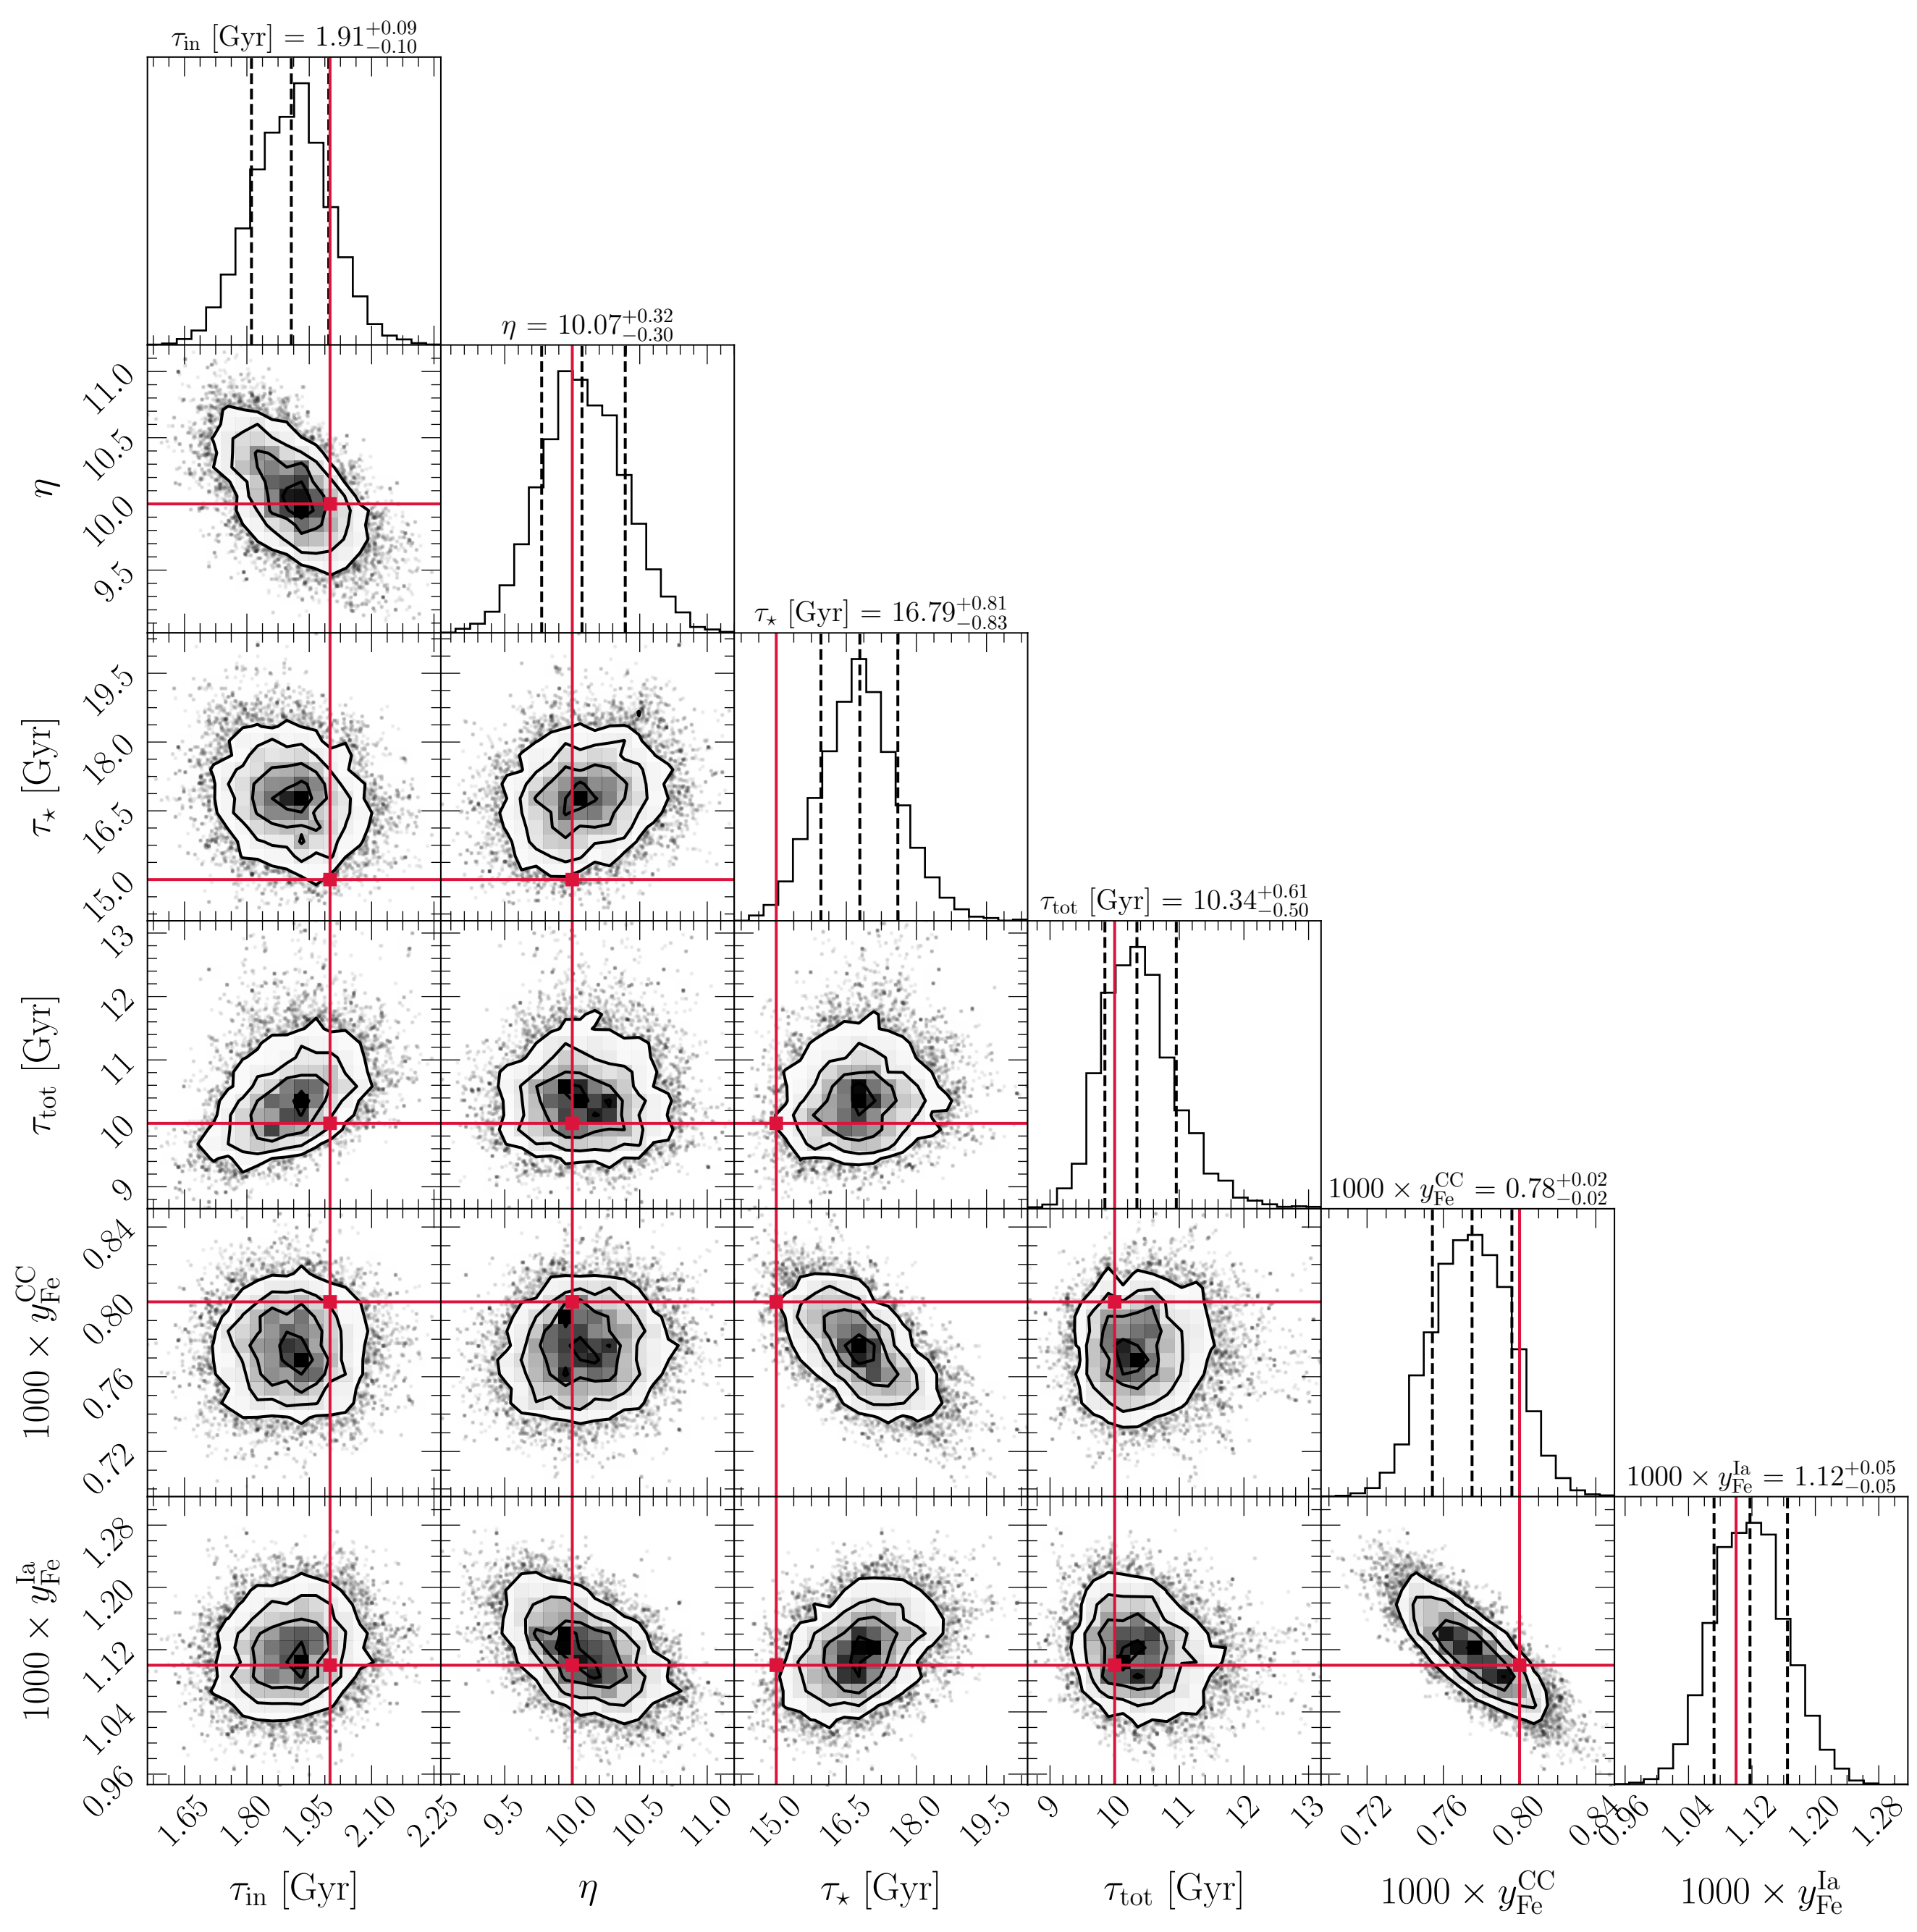 τ_in [Gyr] = 1.91^{+0.09}_{−0.10}
η = 10.07^{+0.32}_{−0.30}
τ_⋆ [Gyr] = 16.79^{+0.81}_{−0.83}
τ_tot [Gyr] = 10.34^{+0.61}_{−0.50}
1000 × y_Fe^CC = 0.78^{+0.02}_{−0.02}
1000 × y_Fe^Ia = 1.12^{+0.05}_{−0.05}
η
11.0
10.5
10.0
9.5
τ_⋆ [Gyr]
19.5
18.0
16.5
15.0
τ_tot [Gyr]
13
12
11
10
9
1000 × y_Fe^CC
0.84
0.80
0.76
0.72
1000 × y_Fe^Ia
1.28
1.20
1.12
1.04
0.96
1.65 1.80 1.95 2.10 2.25
9.5 10.0 10.5 11.0
15.0 16.5 18.0 19.5
9 10 11 12 13
0.72 0.76 0.80 0.84
0.96 1.04 1.12 1.20 1.28
τ_in [Gyr]
η
τ_⋆ [Gyr]
τ_tot [Gyr]
1000 × y_Fe^CC
1000 × y_Fe^Ia